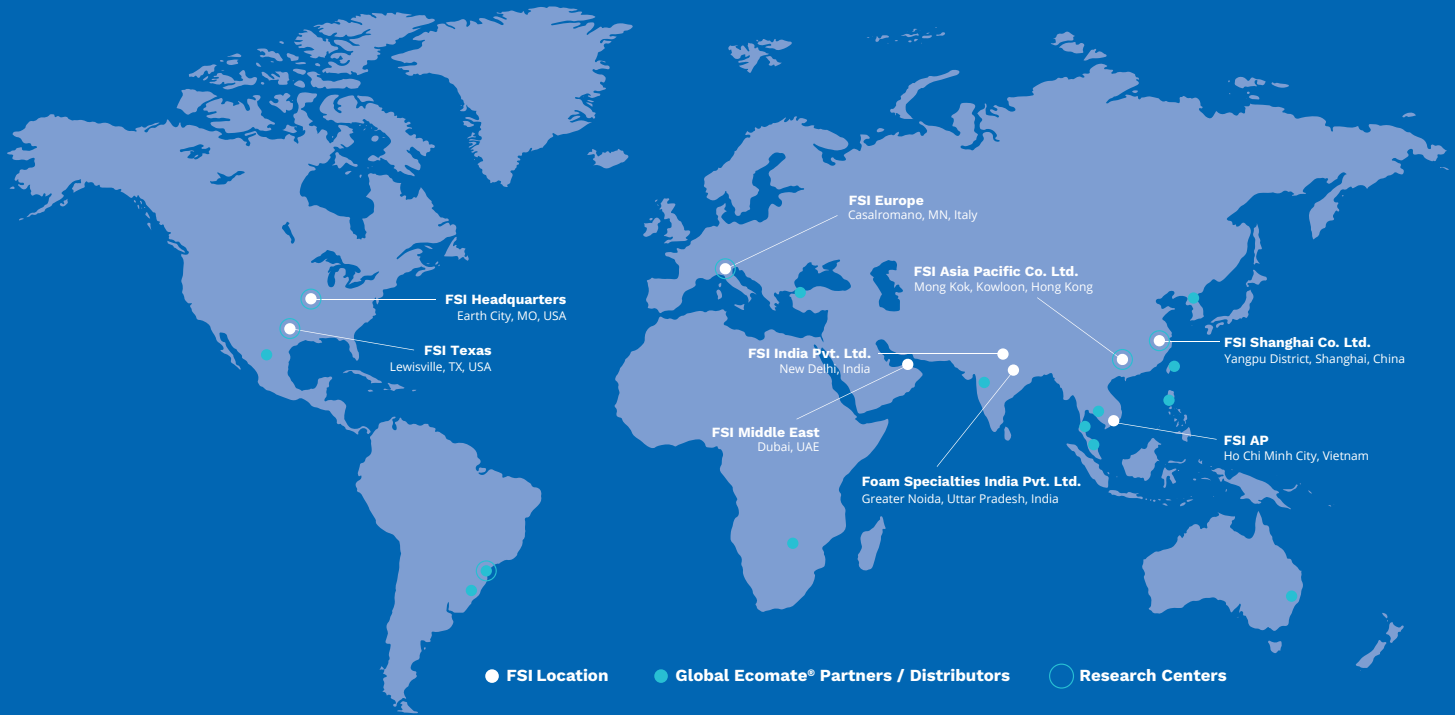 FSI Europe
Casalromano, MN, Italy
FSI Asia Pacific Co. Ltd.
Mong Kok, Kowloon, Hong Kong
FSI Headquarters
Earth City, MO, USA
FSI Texas
Lewisville, TX, USA
FSI India Pvt. Ltd.
New Delhi, India
FSI Shanghai Co. Ltd.
Yangpu District, Shanghai, China
FSI Middle East
Dubai, UAE
FSI AP
Ho Chi Minh City, Vietnam
Foam Specialties India Pvt. Ltd.
Greater Noida, Uttar Pradesh, India
FSI Location
Global Ecomate® Partners / Distributors
Research Centers